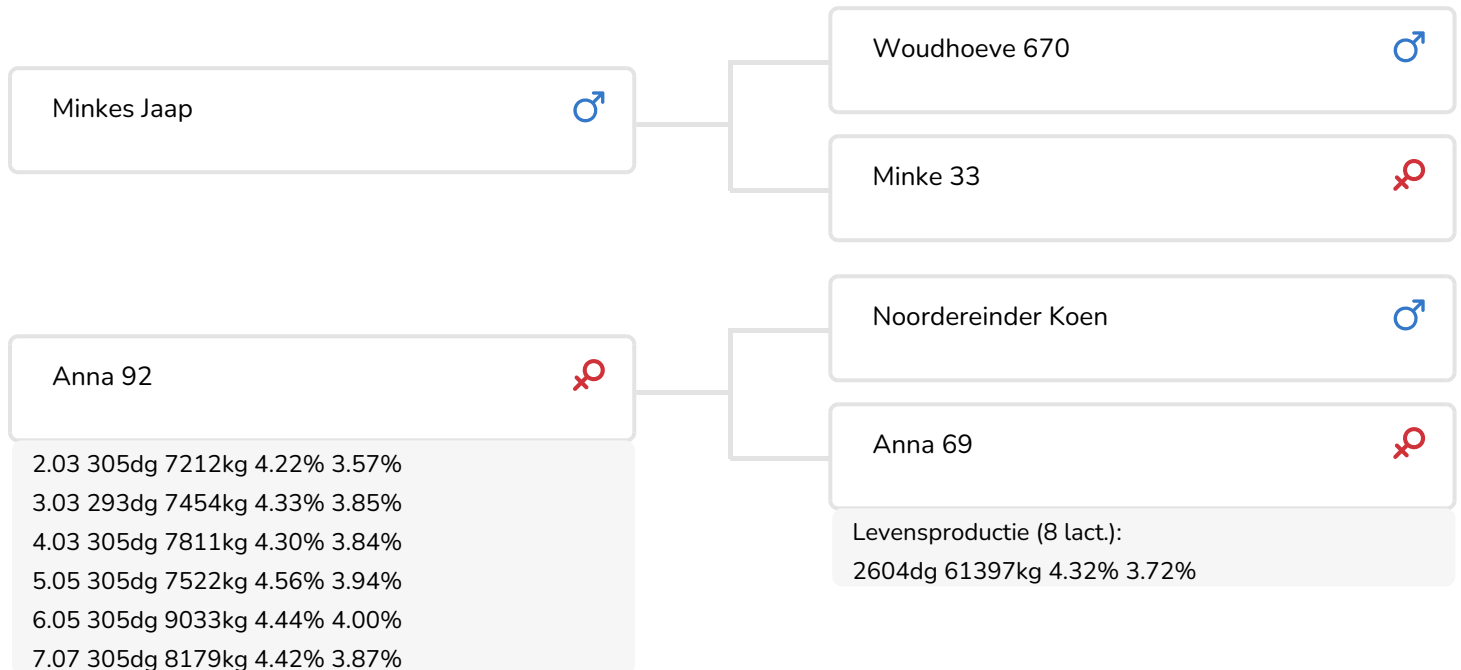 Minkes Jaap
Woudhoeve 670
Minke 33
Anna 92
2.03 305dg 7212kg 4.22% 3.57%
3.03 293dg 7454kg 4.33% 3.85%
4.03 305dg 7811kg 4.30% 3.84%
5.05 305dg 7522kg 4.56% 3.94%
6.05 305dg 9033kg 4.44% 4.00%
7.07 305dg 8179kg 4.42% 3.87%
Noordereinder Koen
Anna 69
Levensproductie (8 lact.):
2604dg 61397kg 4.32% 3.72%